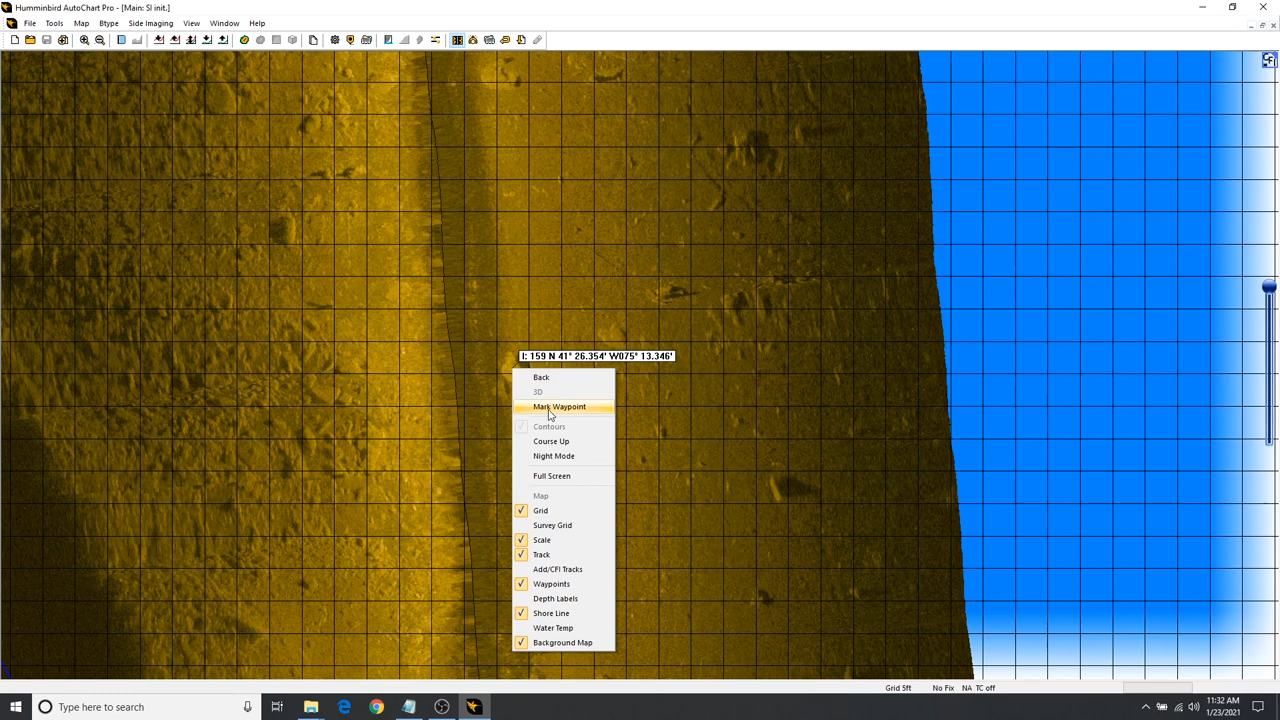 Humminbird AutoChart Pro - [Main: SI init.]
File Tools Map Btype Side Imaging View Window Help
CFI
I: 159 N 41° 26.354' W075° 13.346'
Back
3D
Mark Waypoint
Contours
Course Up
Night Mode
Full Screen
Map
Grid
Survey Grid
Scale
Track
Add/CFI Tracks
Waypoints
Depth Labels
Shore Line
Water Temp
Background Map
Grid 5ft No Fix NA TC off
Type here to search
11:32 AM
1/23/2021